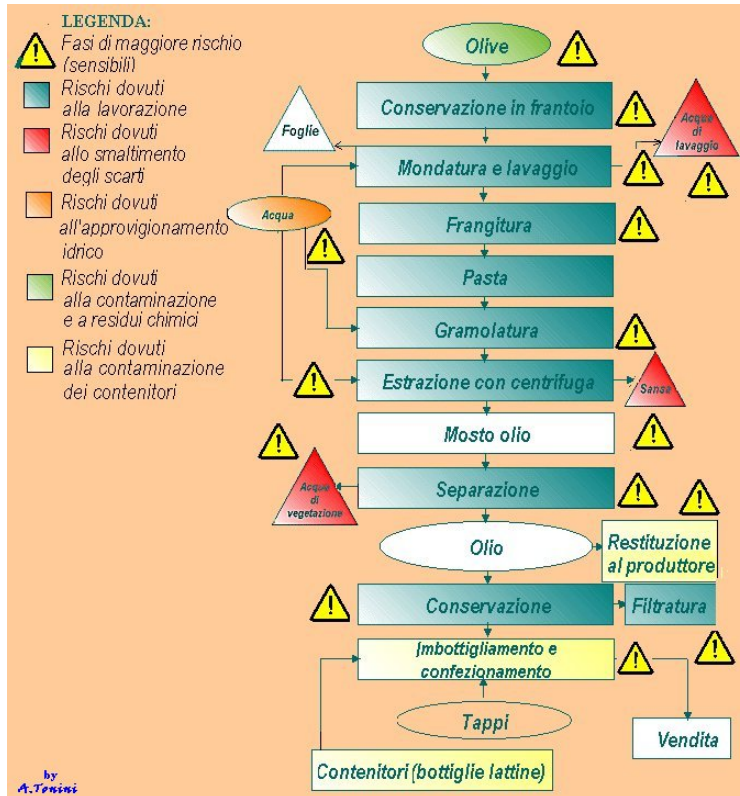 LEGENDA:
Fasi di maggiore rischio
(sensibili)
Rischi dovuti
alla lavorazione
Rischi dovuti
allo smaltimento
degli scarti
Rischi dovuti
all'approvigionamento
idrico
Rischi dovuti
alla contaminazione
e a residui chimici
Rischi dovuti
alla contaminazione
dei contenitori
Olive
Conservazione in frantoio
Foglie
Acque
di
lavaggio
Mondatura e lavaggio
Acqua
Frangitura
Pasta
Gramolatura
Estrazione con centrifuga
Sansa
Mosto olio
Acque
di
vegetazione
Separazione
Olio
Restituzione
al produttore
Conservazione
Filtratura
Imbottigliamento e
confezionamento
Tappi
Vendita
Contenitori (bottiglie lattine)
by
A.Tonini